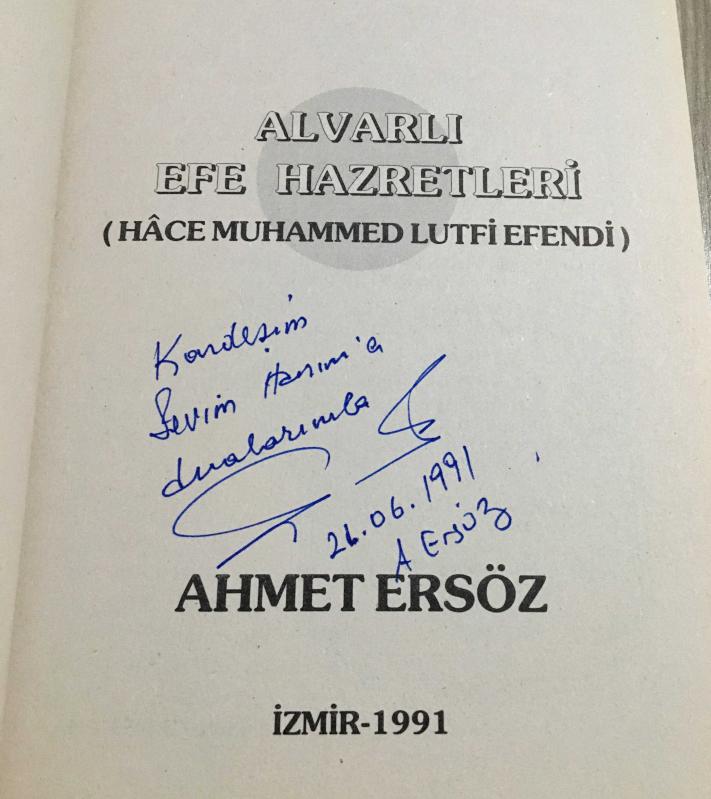 ALVARLI
EFE HAZRETLERİ
(HÂCE MUHAMMED LUTFİ EFENDİ)
Kardeşim
Sevim Hanım'a
dualarımla
26.06.1991
A Ersöz
AHMET ERSÖZ
İZMİR-1991